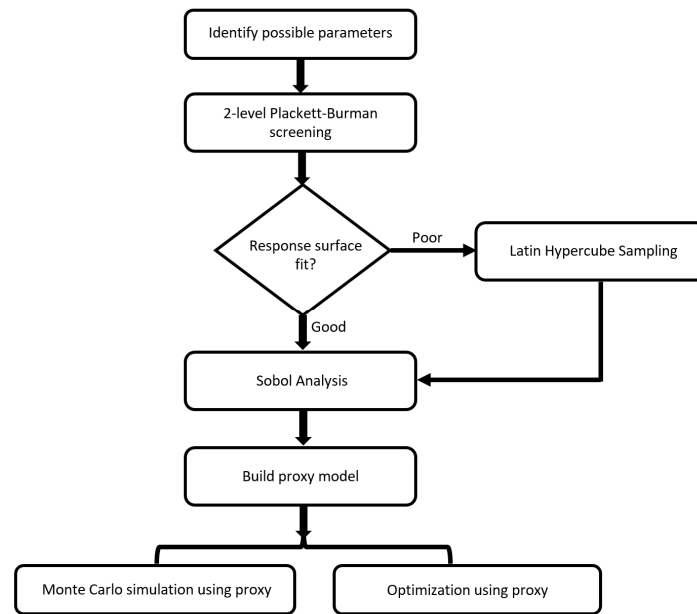 Identify possible parameters
2-level Plackett-Burman
screening
Response surface
fit?
Poor
Latin Hypercube Sampling
Good
Sobol Analysis
Build proxy model
Monte Carlo simulation using proxy
Optimization using proxy